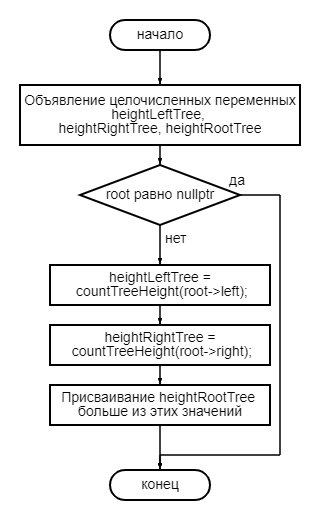 начало
Объявление целочисленных переменных
heightLeftTree,
heightRightTree, heightRootTree
root равно nullptr
да
нет
heightLeftTree =
countTreeHeight(root->left);
heightRightTree =
countTreeHeight(root->right);
Присваивание heightRootTree
больше из этих значений
конец